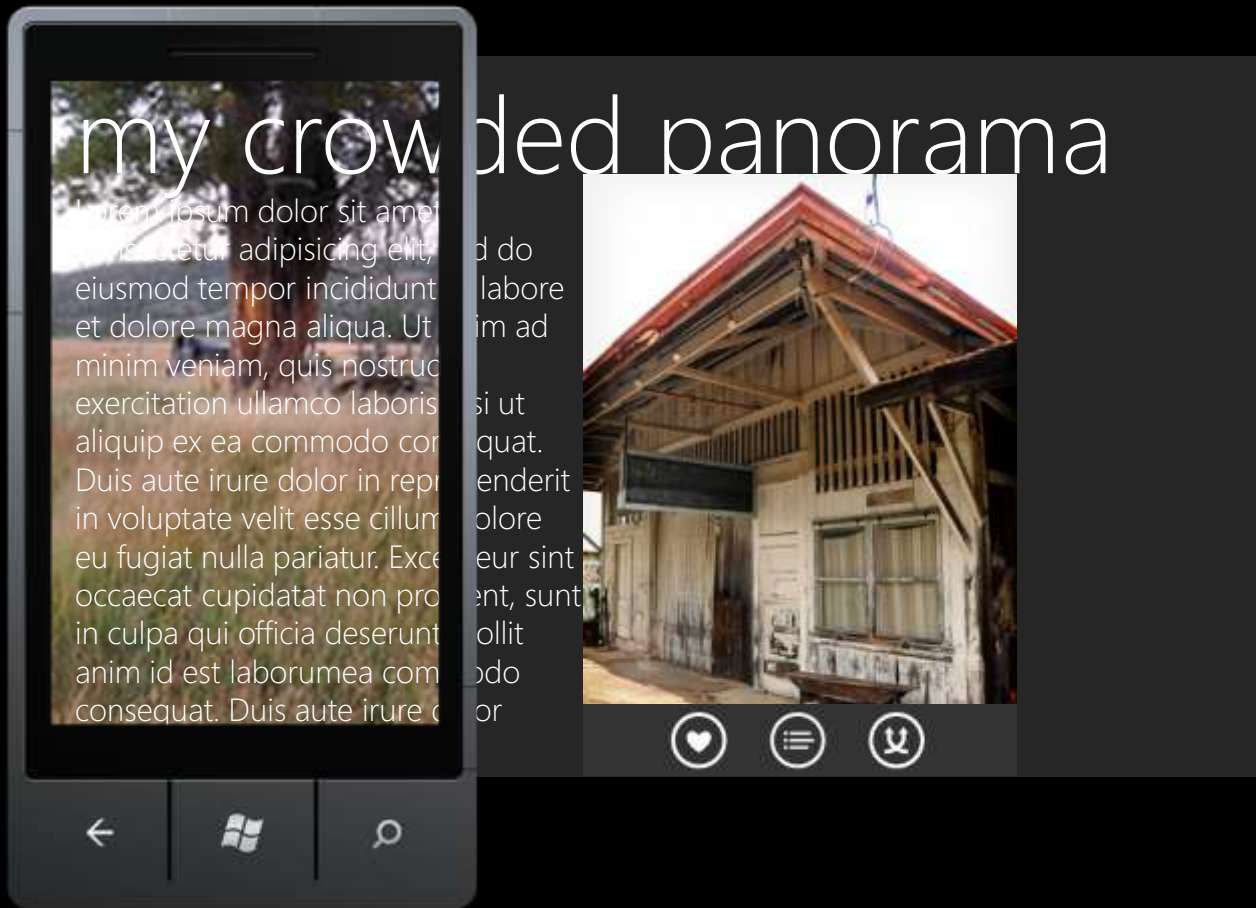 my crowded panorama
Lorem ipsum dolor sit amet
consectetur adipisicing elit, sed do
eiusmod tempor incididunt labore
et dolore magna aliqua. Ut enim ad
minim veniam, quis nostrud
exercitation ullamco laboris nisi ut
aliquip ex ea commodo consequat.
Duis aute irure dolor in reprehenderit
in voluptate velit esse cillum dolore
eu fugiat nulla pariatur. Excepteur sint
occaecat cupidatat non proident, sunt
in culpa qui officia deserunt mollit
anim id est laborumea commodo
consequat. Duis aute irure dolor